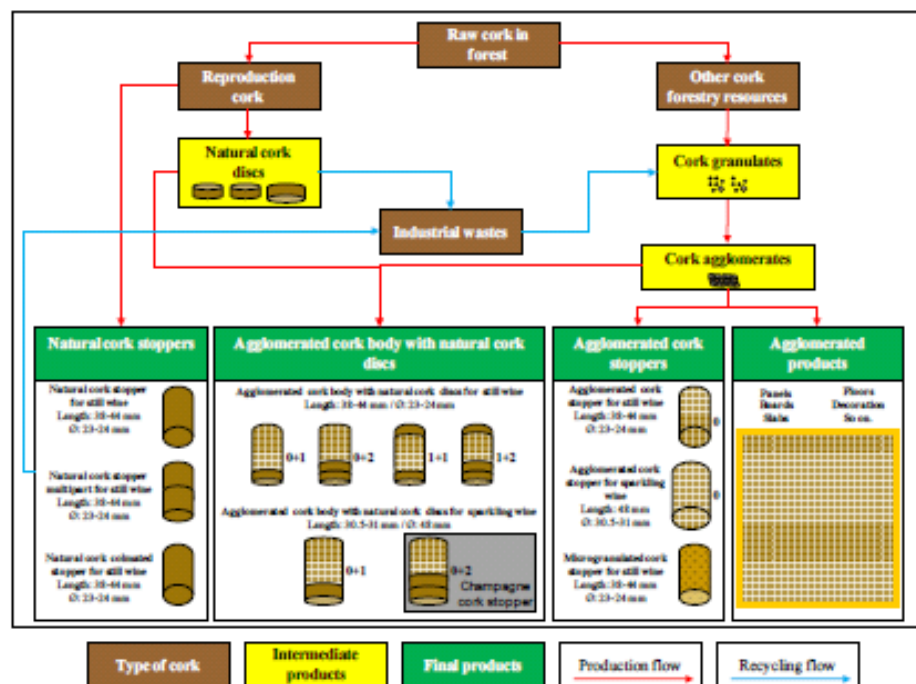 Raw cork in
forest
Reproduction
cork
Other cork
forestry resources
Natural cork
discs
Cork granulates
Industrial wastes
Cork agglomerates
Natural cork stoppers
Natural cork stopper
for still wine
Length: 38-44 mm
Ø: 23-24 mm
Natural cork stopper
multipart for still wine
Length: 38-44 mm
Ø: 23-24 mm
Natural cork colmated
stopper for still wine
Length: 38-44 mm
Ø: 23-24 mm
Agglomerated cork body with natural cork
discs
Agglomerated cork body with natural cork discs for still wine
Length: 38-44 mm / Ø: 23-24 mm
0+1
0+2
1+1
1+2
Agglomerated cork body with natural cork discs for sparkling wine
Length: 30.5-31 mm / Ø: 48 mm
0+1
0+2
Champagne
cork stopper
Agglomerated cork
stoppers
Agglomerated cork
stopper for still wine
Length: 38-44 mm
Ø: 23-24 mm
0
Agglomerated cork
stopper for sparkling
wine
Length: 48 mm
Ø: 30.5-31 mm
0
Microgranulated cork
stopper for still wine
Length: 38-44 mm
Ø: 23-24 mm
Agglomerated
products
Panels
Boards
Slabs
Floors
Decoration
So on.
Type of cork
Intermediate
products
Final products
Production flow
Recycling flow